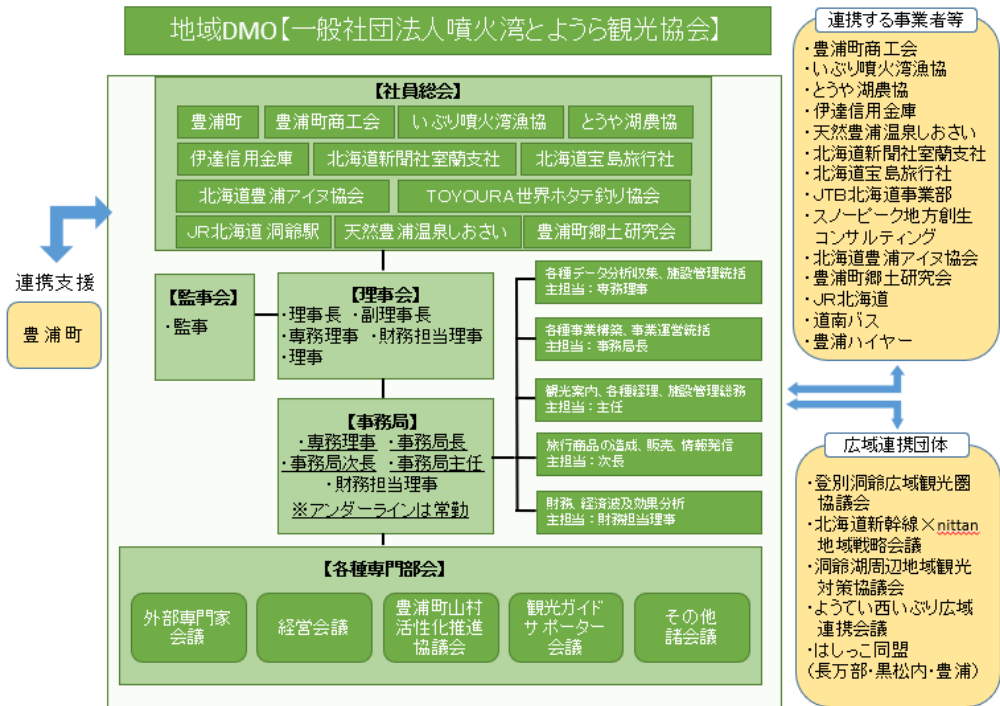 地域DMO【一般社団法人噴火湾とようら観光協会】
【社員総会】
豊浦町
豊浦町商工会
いぶり噴火湾漁協
とうや湖農協
伊達信用金庫
北海道新聞社室蘭支社
北海道宝島旅行社
北海道豊浦アイヌ協会
TOYOURA世界ホタテ釣り協会
JR北海道 洞爺駅
天然豊浦温泉しおさい
豊浦町郷土研究会
連携支援
豊浦町
【監事会】
・監事
【理事会】
・理事長 ・副理事長
・専務理事 ・財務担当理事
・理事
【事務局】
・専務理事 ・事務局長
・事務局次長 ・事務局主任
・財務担当理事
※アンダーラインは常勤
各種データ分析収集、施設管理統括
主担当：専務理事
各種事業構築、事業運営統括
主担当：事務局長
観光案内、各種経理、施設管理総務
主担当：主任
旅行商品の造成、販売、情報発信
主担当：次長
財務、経済波及効果分析
主担当：財務担当理事
【各種専門部会】
外部専門家
会議
経営会議
豊浦町山村
活性化推進
協議会
観光ガイド
サポーター
会議
その他
諸会議
連携する事業者等
・豊浦町商工会
・いぶり噴火湾漁協
・とうや湖農協
・伊達信用金庫
・天然豊浦温泉しおさい
・北海道新聞社室蘭支社
・北海道宝島旅行社
・JTB北海道事業部
・スノーピーク地方創生
コンサルティング
・北海道豊浦アイヌ協会
・豊浦町郷土研究会
・JR北海道
・道南バス
・豊浦ハイヤー
広域連携団体
・登別洞爺広域観光圏
協議会
・北海道新幹線×nittan
地域戦略会議
・洞爺湖周辺地域観光
対策協議会
・ようてい西いぶり広域
連携会議
・はしっこ同盟
（長万部・黒松内・豊浦）